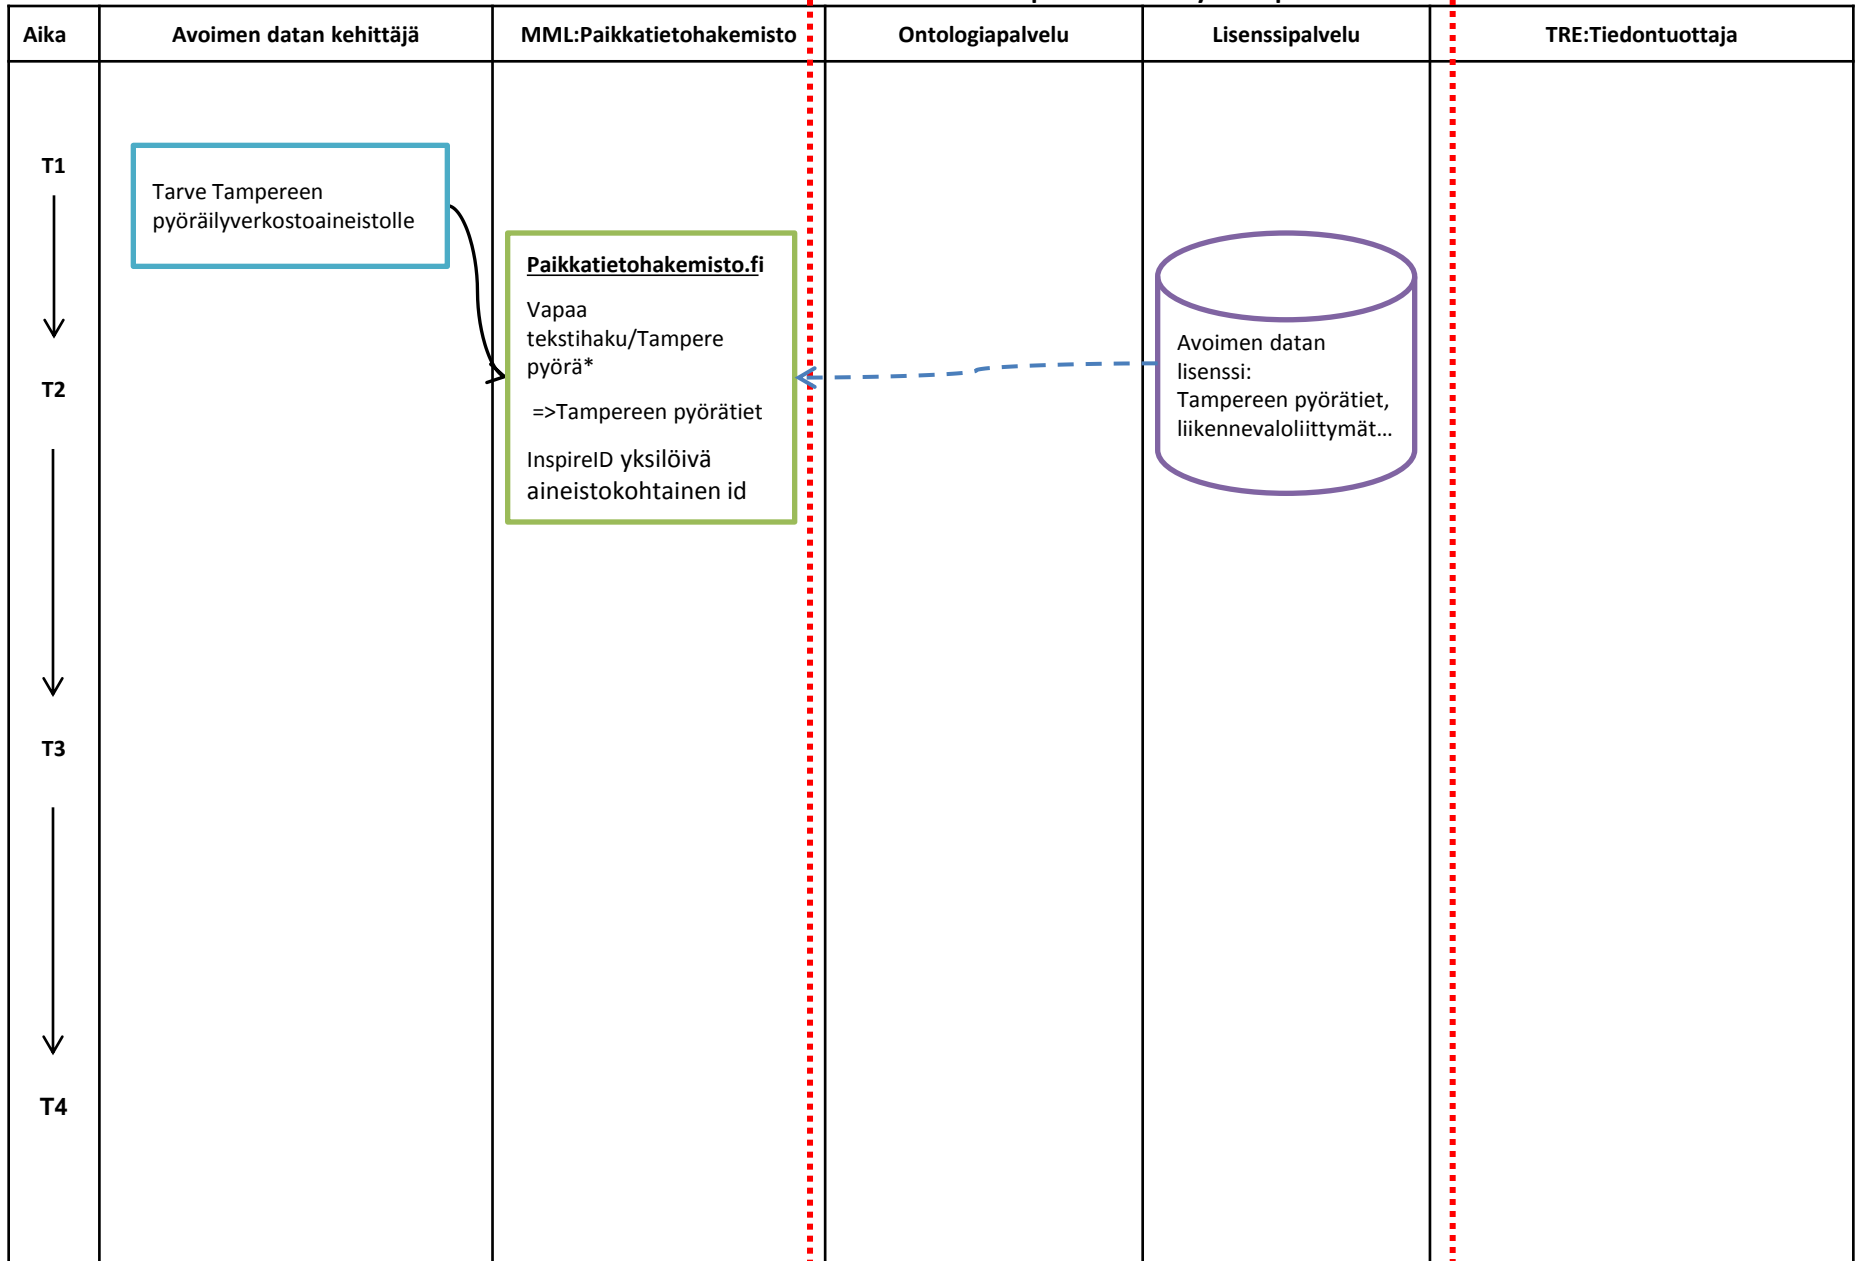 Aika
Avoimen datan kehittäjä
MML:Paikkatietohakemisto
Ontologiapalvelu
Lisenssipalvelu
TRE:Tiedontuottaja
T1
Tarve Tampereen
pyöräilyverkostoaineistolle
Paikkatietohakemisto.fi
Vapaa
tekstihaku/Tampere
pyörä*
=>Tampereen pyörätiet
InspireID yksilöivä
aineistokohtainen id
Avoimen datan
lisenssi:
Tampereen pyörätiet,
liikennevaloliittymät...
T2
T3
T4